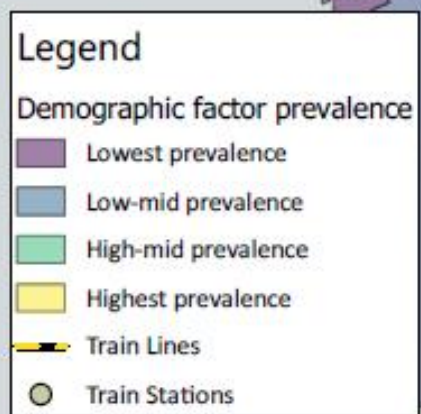 Legend
Demographic factor prevalence
Lowest prevalence
Low-mid prevalence
High-mid prevalence
Highest prevalence
Train Lines
Train Stations